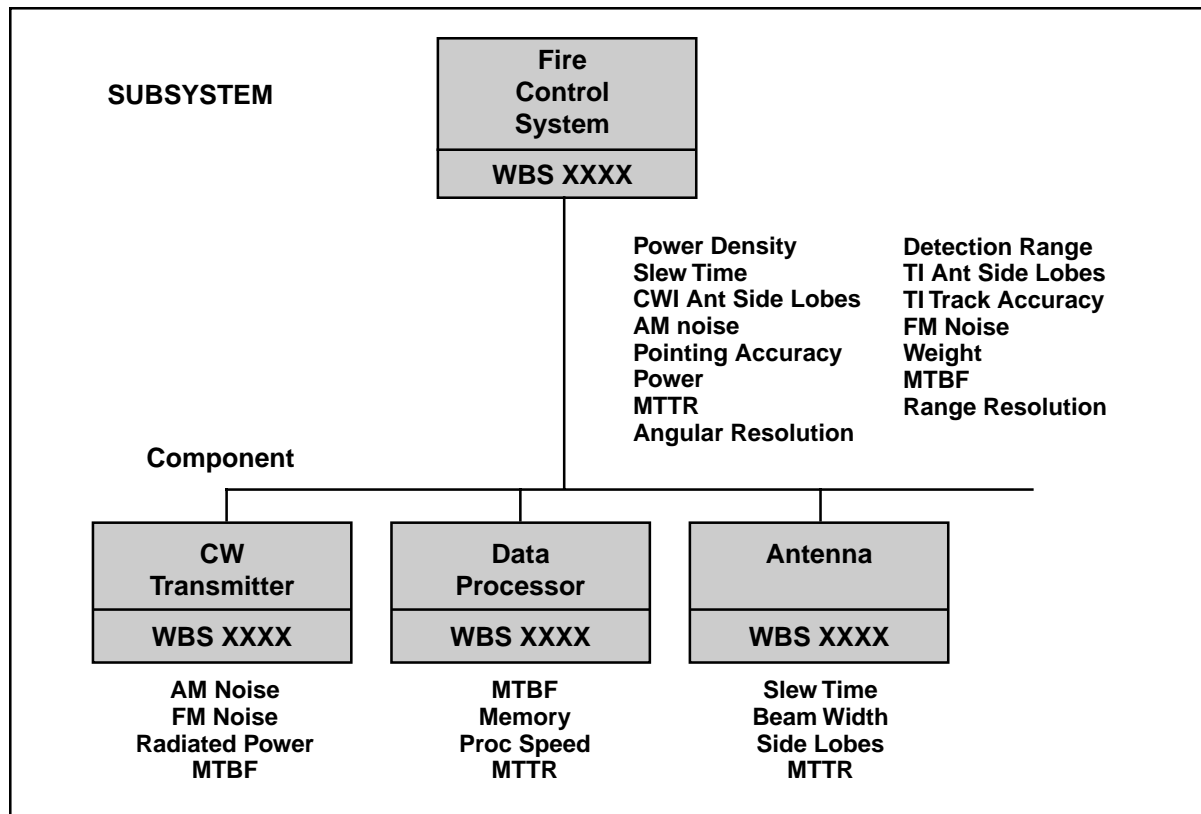 Fire
Control
System
SUBSYSTEM
WBS XXXX
Power Density
Slew Time
CWI Ant Side Lobes
AM noise
Pointing Accuracy
Power
MTTR
Angular Resolution
Detection Range
TI Ant Side Lobes
TI Track Accuracy
FM Noise
Weight
MTBF
Range Resolution
Component
CW
Transmitter
WBS XXXX
AM Noise
FM Noise
Radiated Power
MTBF
Data
Processor
WBS XXXX
MTBF
Memory
Proc Speed
MTTR
Antenna
WBS XXXX
Slew Time
Beam Width
Side Lobes
MTTR